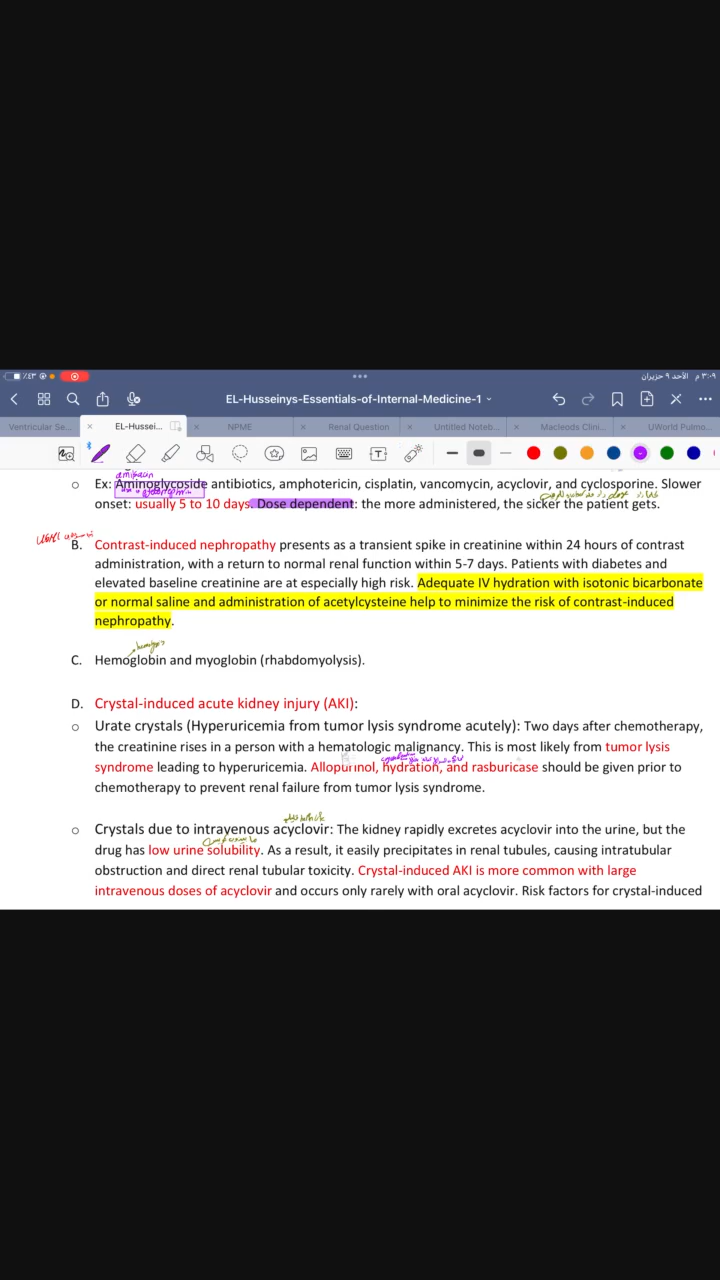 ٪٤٣
٣:٠٩ م الأحد ٩ حزيران
EL-Husseinys-Essentials-of-Internal-Medicine-1
Ventricular Se... × EL-Hussei... × NPME × Renal Question × Untitled Noteb... × Macleods Clini... × UWorld Pulmo...
○ Ex: Aminoglycoside antibiotics, amphotericin, cisplatin, vancomycin, acyclovir, and cyclosporine. Slower
onset: usually 5 to 10 days. Dose dependent: the more administered, the sicker the patient gets.
B. Contrast-induced nephropathy presents as a transient spike in creatinine within 24 hours of contrast
administration, with a return to normal renal function within 5-7 days. Patients with diabetes and
elevated baseline creatinine are at especially high risk. Adequate IV hydration with isotonic bicarbonate
or normal saline and administration of acetylcysteine help to minimize the risk of contrast-induced
nephropathy.
C. Hemoglobin and myoglobin (rhabdomyolysis).
D. Crystal-induced acute kidney injury (AKI):
○ Urate crystals (Hyperuricemia from tumor lysis syndrome acutely): Two days after chemotherapy,
the creatinine rises in a person with a hematologic malignancy. This is most likely from tumor lysis
syndrome leading to hyperuricemia. Allopurinol, hydration, and rasburicase should be given prior to
chemotherapy to prevent renal failure from tumor lysis syndrome.
○ Crystals due to intravenous acyclovir: The kidney rapidly excretes acyclovir into the urine, but the
drug has low urine solubility. As a result, it easily precipitates in renal tubules, causing intratubular
obstruction and direct renal tubular toxicity. Crystal-induced AKI is more common with large
intravenous doses of acyclovir and occurs only rarely with oral acyclovir. Risk factors for crystal-induced